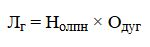 Лг = Нолпн × Одуг